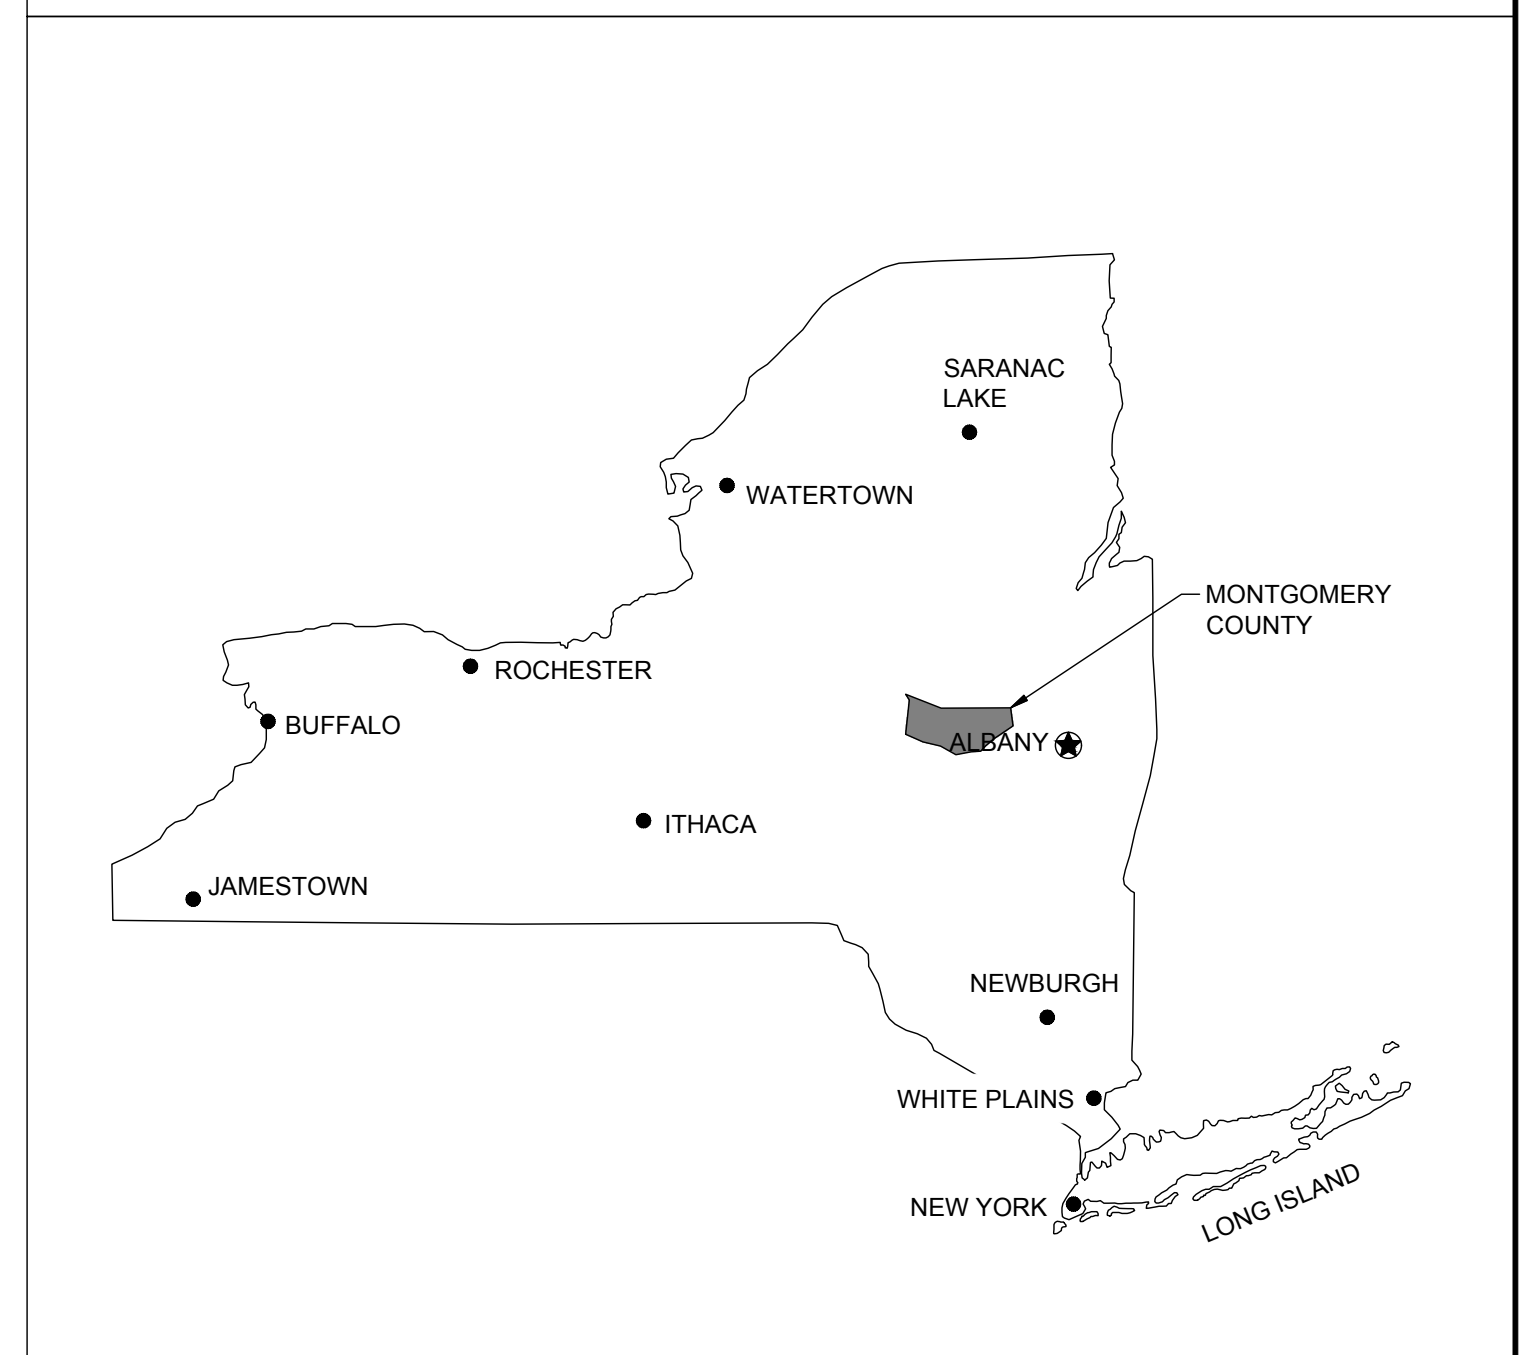 SARANAC
LAKE
WATERTOWN
MONTGOMERY
COUNTY
ROCHESTER
BUFFALO
ALBANY
ITHACA
JAMESTOWN
NEWBURGH
WHITE PLAINS
NEW YORK
LONG ISLAND